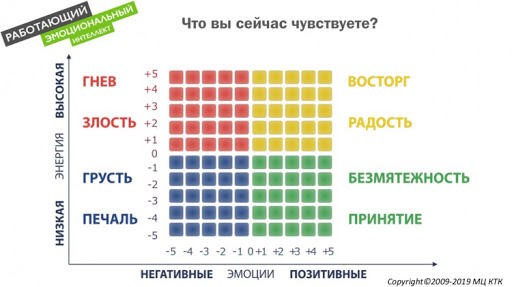 РАБОТАЮЩИЙ
ЭМОЦИОНАЛЬНЫЙ
ИНТЕЛЛЕКТ
Что вы сейчас чувствуете?
ВЫСОКАЯ
ЭНЕРГИЯ
НИЗКАЯ
ГНЕВ
ЗЛОСТЬ
ГРУСТЬ
ПЕЧАЛЬ
+5
+4
+3
+2
+1
0
-1
-2
-3
-4
-5
ВОСТОРГ
РАДОСТЬ
БЕЗМЯТЕЖНОСТЬ
ПРИНЯТИЕ
-5 -4 -3 -2 -1 0 +1 +2 +3 +4 +5
НЕГАТИВНЫЕ ЭМОЦИИ ПОЗИТИВНЫЕ
Copyright©2009-2019 МЦ КТК